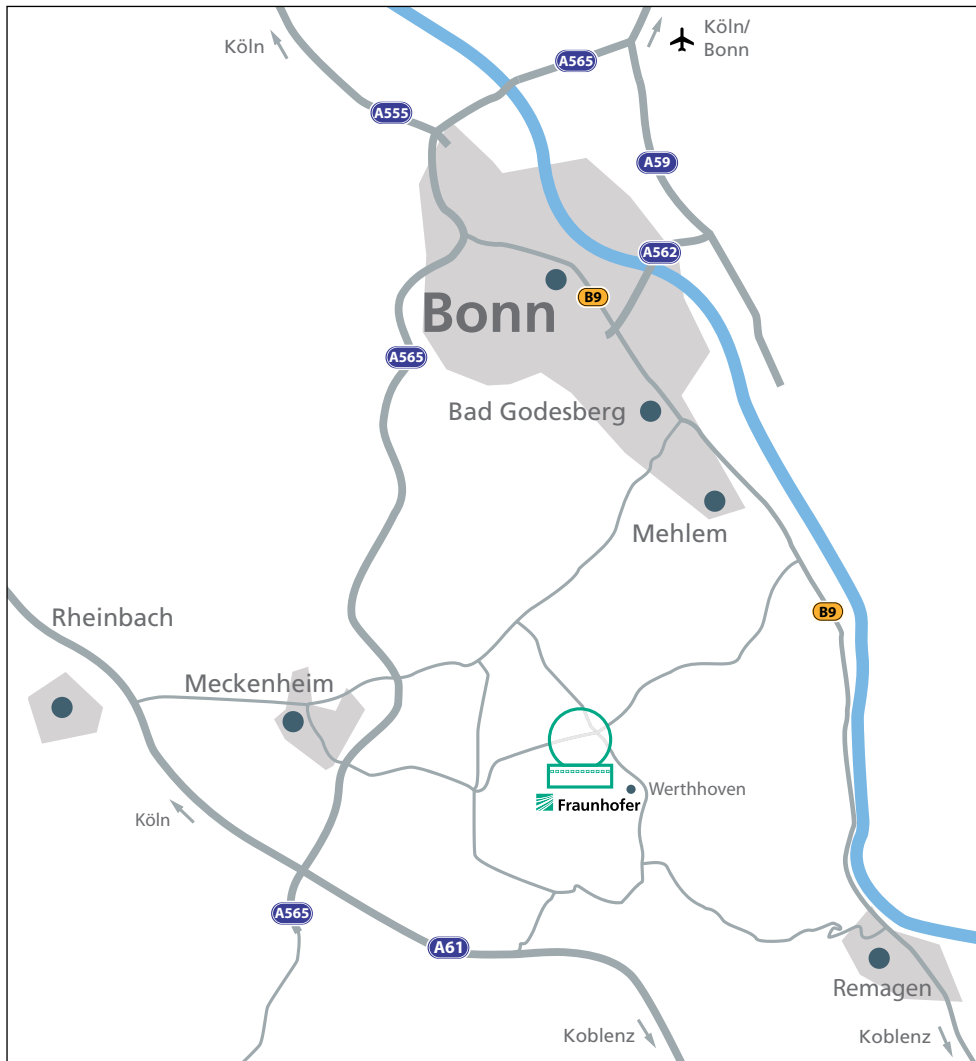 Köln
Köln/
Bonn
A565
A555
A59
A562
B9
Bonn
A565
Bad Godesberg
Mehlem
Rheinbach
B9
Meckenheim
Werthhoven
Fraunhofer
Köln
A565
A61
Remagen
Koblenz
Koblenz